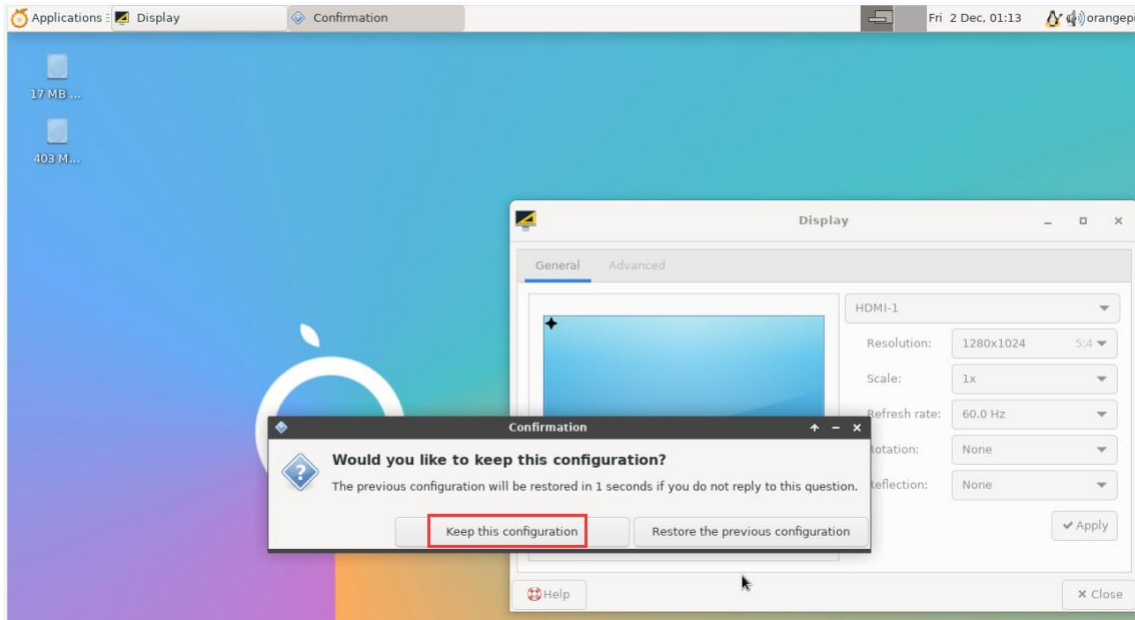 Applications Display Confirmation Fri 2 Dec, 01:13 orangepi
17 MB ...
403 M...
Display
General Advanced
HDMI-1
Resolution: 1280x1024 5:4
Scale: 1x
Refresh rate: 60.0 Hz
Rotation: None
Reflection: None
Apply
Confirmation
Would you like to keep this configuration?
The previous configuration will be restored in 1 seconds if you do not reply to this question.
Keep this configuration Restore the previous configuration
Help Close